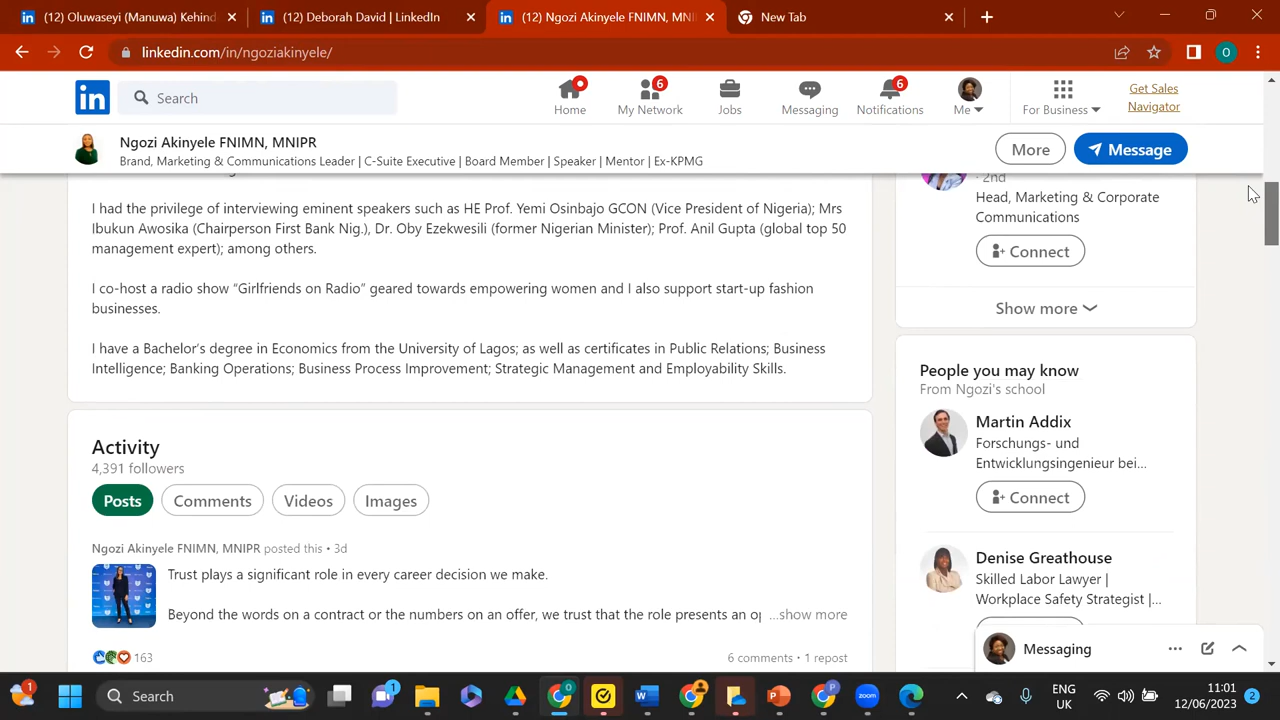 (12) Oluwaseyi (Manuwa) Kehind
(12) Deborah David | LinkedIn
(12) Ngozi Akinyele FNIMN, MNI
New Tab
linkedin.com/in/ngoziakinyele/
O
in
Search
Home
6
My Network
Jobs
Messaging
6
Notifications
Me
For Business
Get Sales
Navigator
Ngozi Akinyele FNIMN, MNIPR
Brand, Marketing & Communications Leader | C-Suite Executive | Board Member | Speaker | Mentor | Ex-KPMG
More
Message
I had the privilege of interviewing eminent speakers such as HE Prof. Yemi Osinbajo GCON (Vice President of Nigeria); Mrs
Ibukun Awosika (Chairperson First Bank Nig.), Dr. Oby Ezekwesili (former Nigerian Minister); Prof. Anil Gupta (global top 50
management expert); among others.
I co-host a radio show “Girlfriends on Radio” geared towards empowering women and I also support start-up fashion
businesses.
I have a Bachelor’s degree in Economics from the University of Lagos; as well as certificates in Public Relations; Business
Intelligence; Banking Operations; Business Process Improvement; Strategic Management and Employability Skills.
Activity
4,391 followers
Posts
Comments
Videos
Images
Ngozi Akinyele FNIMN, MNIPR posted this • 3d
Trust plays a significant role in every career decision we make.
Beyond the words on a contract or the numbers on an offer, we trust that the role presents an o ...show more
163
6 comments • 1 repost
· 2nd
Head, Marketing & Corporate
Communications
Connect
Show more
People you may know
From Ngozi's school
Martin Addix
Forschungs- und
Entwicklungsingenieur bei...
Connect
Denise Greathouse
Skilled Labor Lawyer |
Workplace Safety Strategist |...
Messaging
1
Search
1
zoom
ENG
UK
11:01
12/06/2023
2